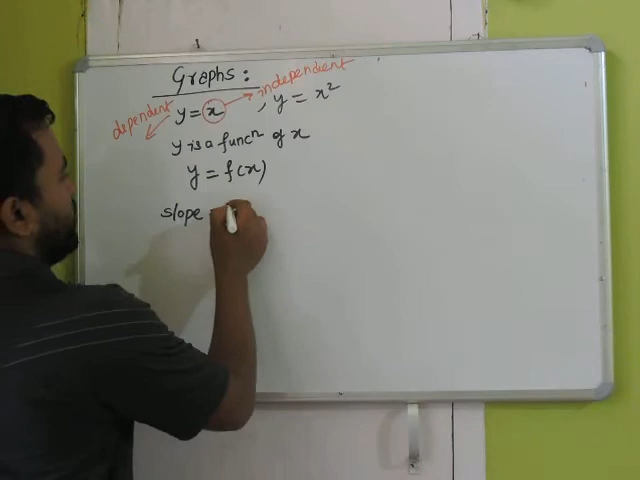 Graphs:
dependent y = x independent , y = x²
y is a funcⁿ of x
y = f(x)
slope